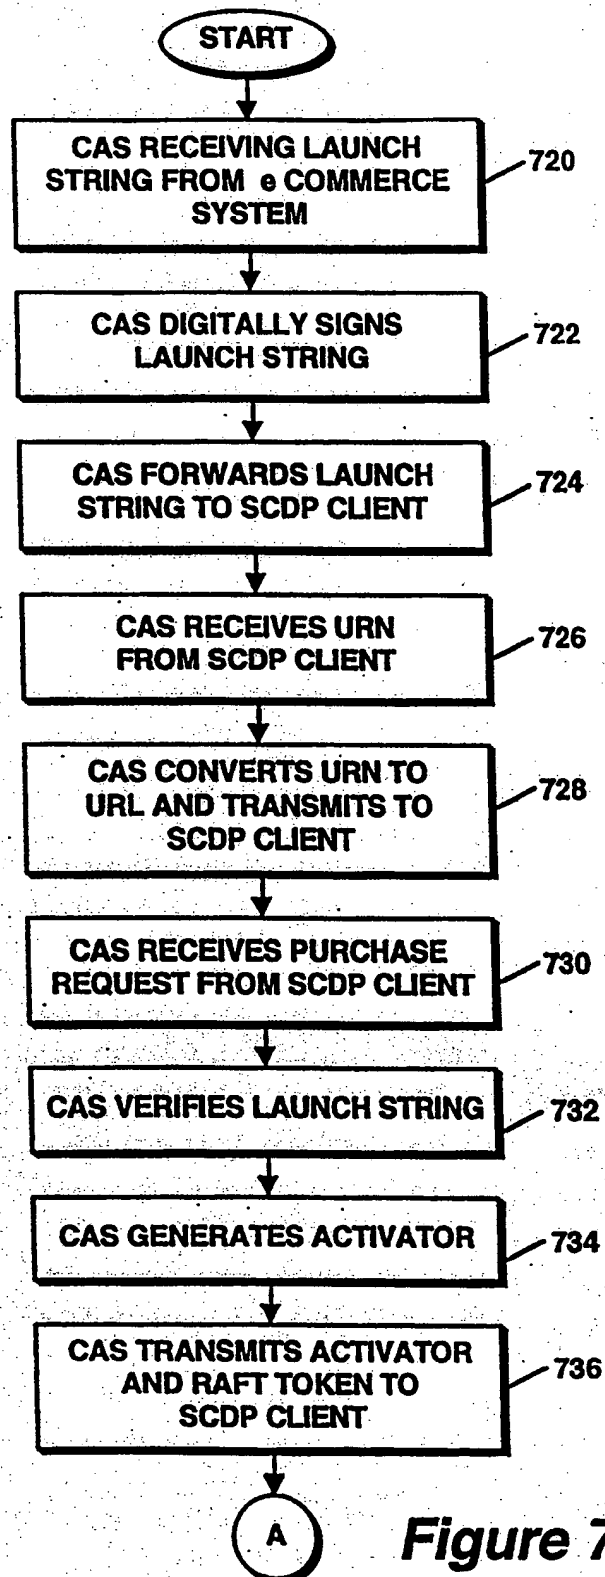 START
CAS RECEIVING LAUNCH
STRING FROM e COMMERCE
SYSTEM
720
CAS DIGITALLY SIGNS
LAUNCH STRING
722
CAS FORWARDS LAUNCH
STRING TO SCDP CLIENT
724
CAS RECEIVES URN
FROM SCDP CLIENT
726
CAS CONVERTS URN TO
URL AND TRANSMITS TO
SCDP CLIENT
728
CAS RECEIVES PURCHASE
REQUEST FROM SCDP CLIENT
730
CAS VERIFIES LAUNCH STRING
732
CAS GENERATES ACTIVATOR
734
CAS TRANSMITS ACTIVATOR
AND RAFT TOKEN TO
SCDP CLIENT
736
A
Figure 7